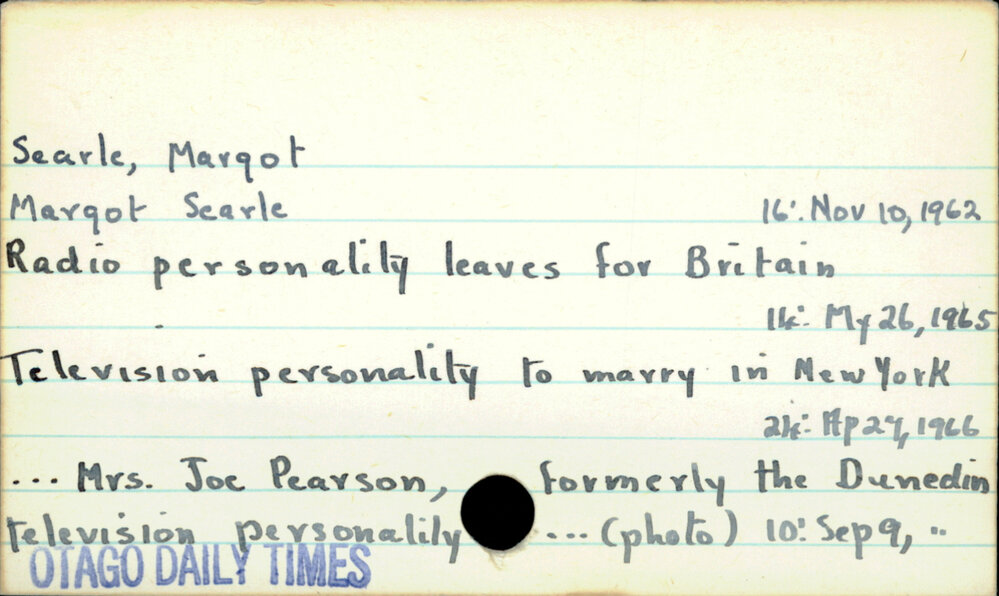 Searle, Margot
Margot Searle 16: Nov 10, 1962
Radio personality leaves for Britain
14: My 26, 1965
Television personality to marry in New York
24: Ap 27, 1966
... Mrs. Joe Pearson, formerly the Dunedin
television personality ... (photo) 10: Sep 9, "
OTAGO DAILY TIMES